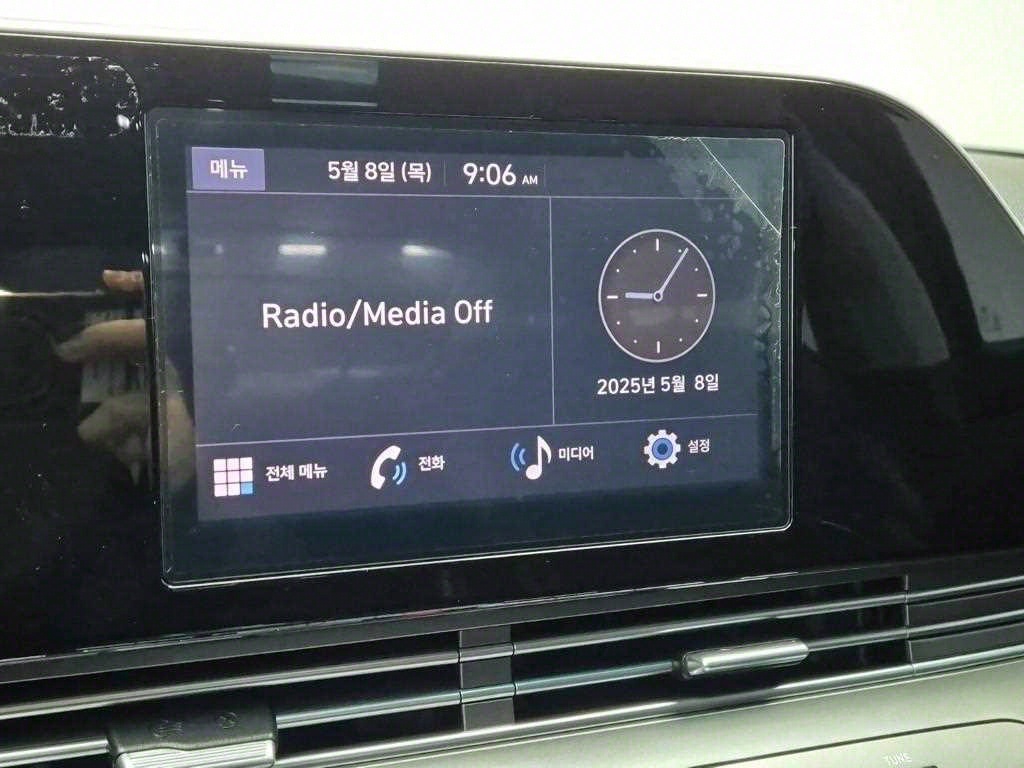 메뉴 5월 8일 (목) 9:06 AM
Radio/Media Off
2025년 5월 8일
전체 메뉴 전화 미디어 설정
TUNE